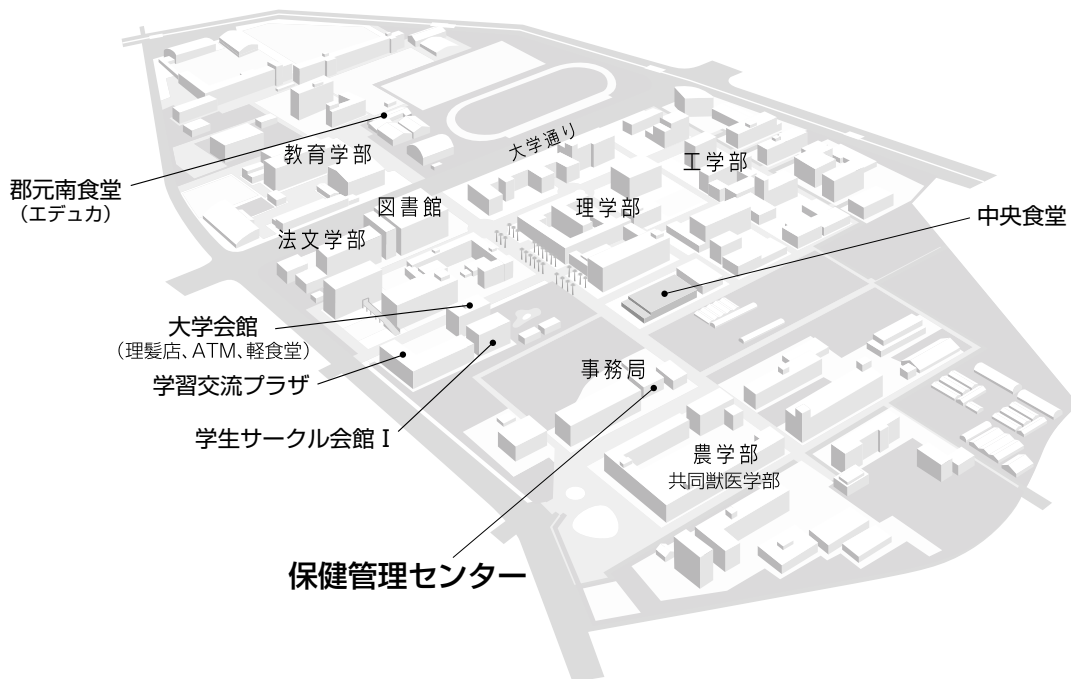 大学通り
教育学部
工学部
郡元南食堂
（エデュカ）
図書館
理学部
中央食堂
法文学部
大学会館
（理髪店、ATM、軽食堂）
学習交流プラザ
事務局
学生サークル会館 I
農学部
共同獣医学部
保健管理センター